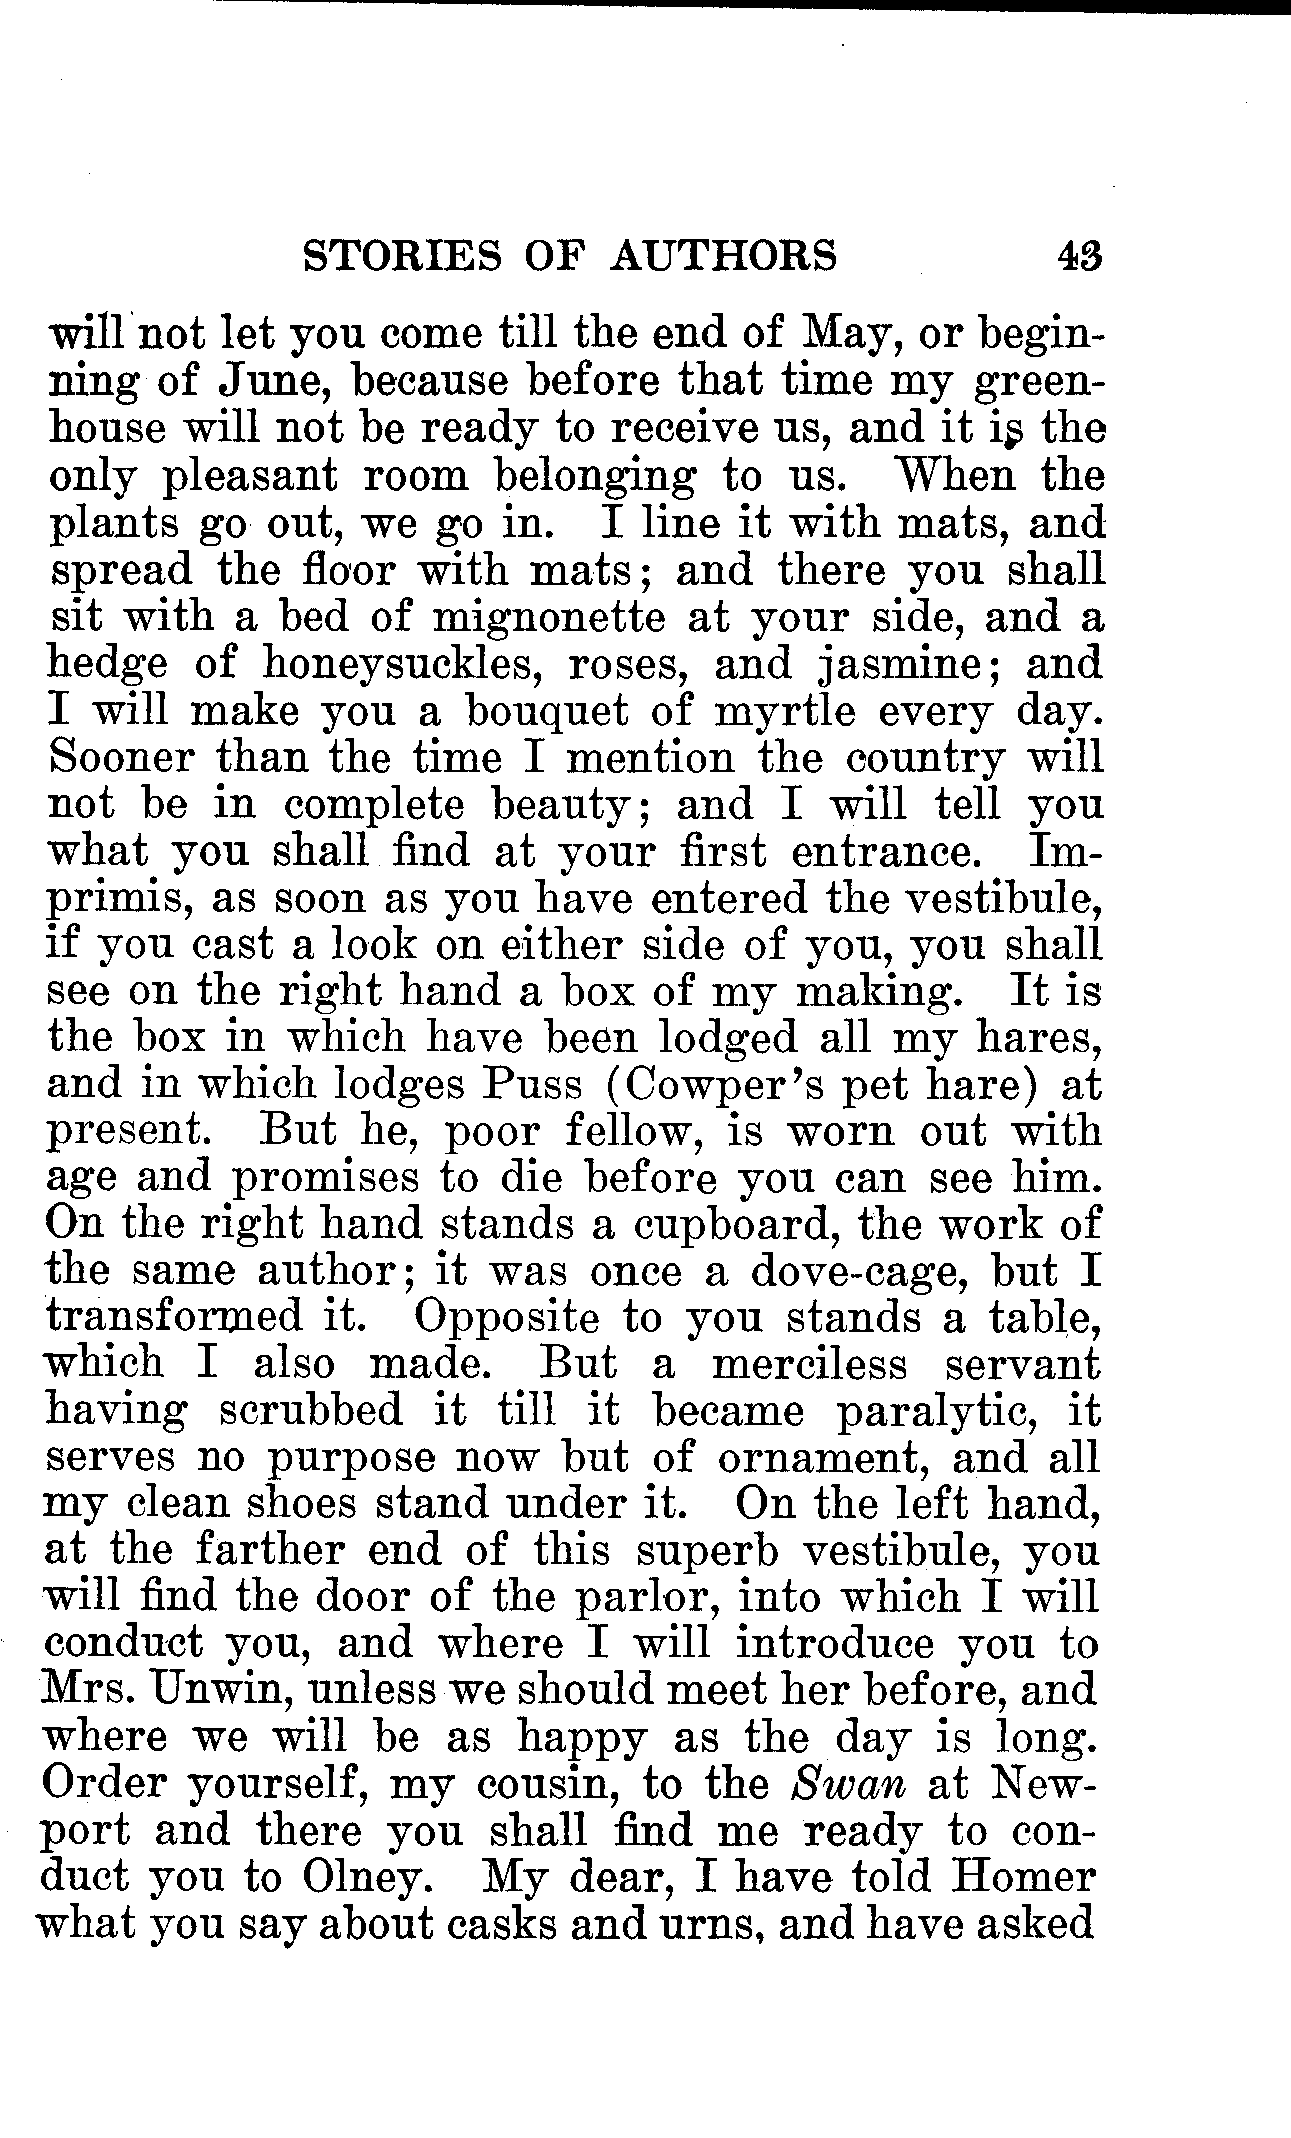 STORIES OF AUTHORS 43
will not let you come till the end of May, or begin-
ning of June, because before that time my green-
house will not be ready to receive us, and it is the
only pleasant room belonging to us. When the
plants go out, we go in. I line it with mats, and
spread the floor with mats; and there you shall
sit with a bed of mignonette at your side, and a
hedge of honeysuckles, roses, and jasmine; and
I will make you a bouquet of myrtle every day.
Sooner than the time I mention the country will
not be in complete beauty; and I will tell you
what you shall find at your first entrance. Im-
primis, as soon as you have entered the vestibule,
if you cast a look on either side of you, you shall
see on the right hand a box of my making. It is
the box in which have been lodged all my hares,
and in which lodges Puss (Cowper's pet hare) at
present. But he, poor fellow, is worn out with
age and promises to die before you can see him.
On the right hand stands a cupboard, the work of
the same author; it was once a dove-cage, but I
transformed it. Opposite to you stands a table,
which I also made. But a merciless servant
having scrubbed it till it became paralytic, it
serves no purpose now but of ornament, and all
my clean shoes stand under it. On the left hand,
at the farther end of this superb vestibule, you
will find the door of the parlor, into which I will
conduct you, and where I will introduce you to
Mrs. Unwin, unless we should meet her before, and
where we will be as happy as the day is long.
Order yourself, my cousin, to the Swan at New-
port and there you shall find me ready to con-
duct you to Olney. My dear, I have told Homer
what you say about casks and urns, and have asked